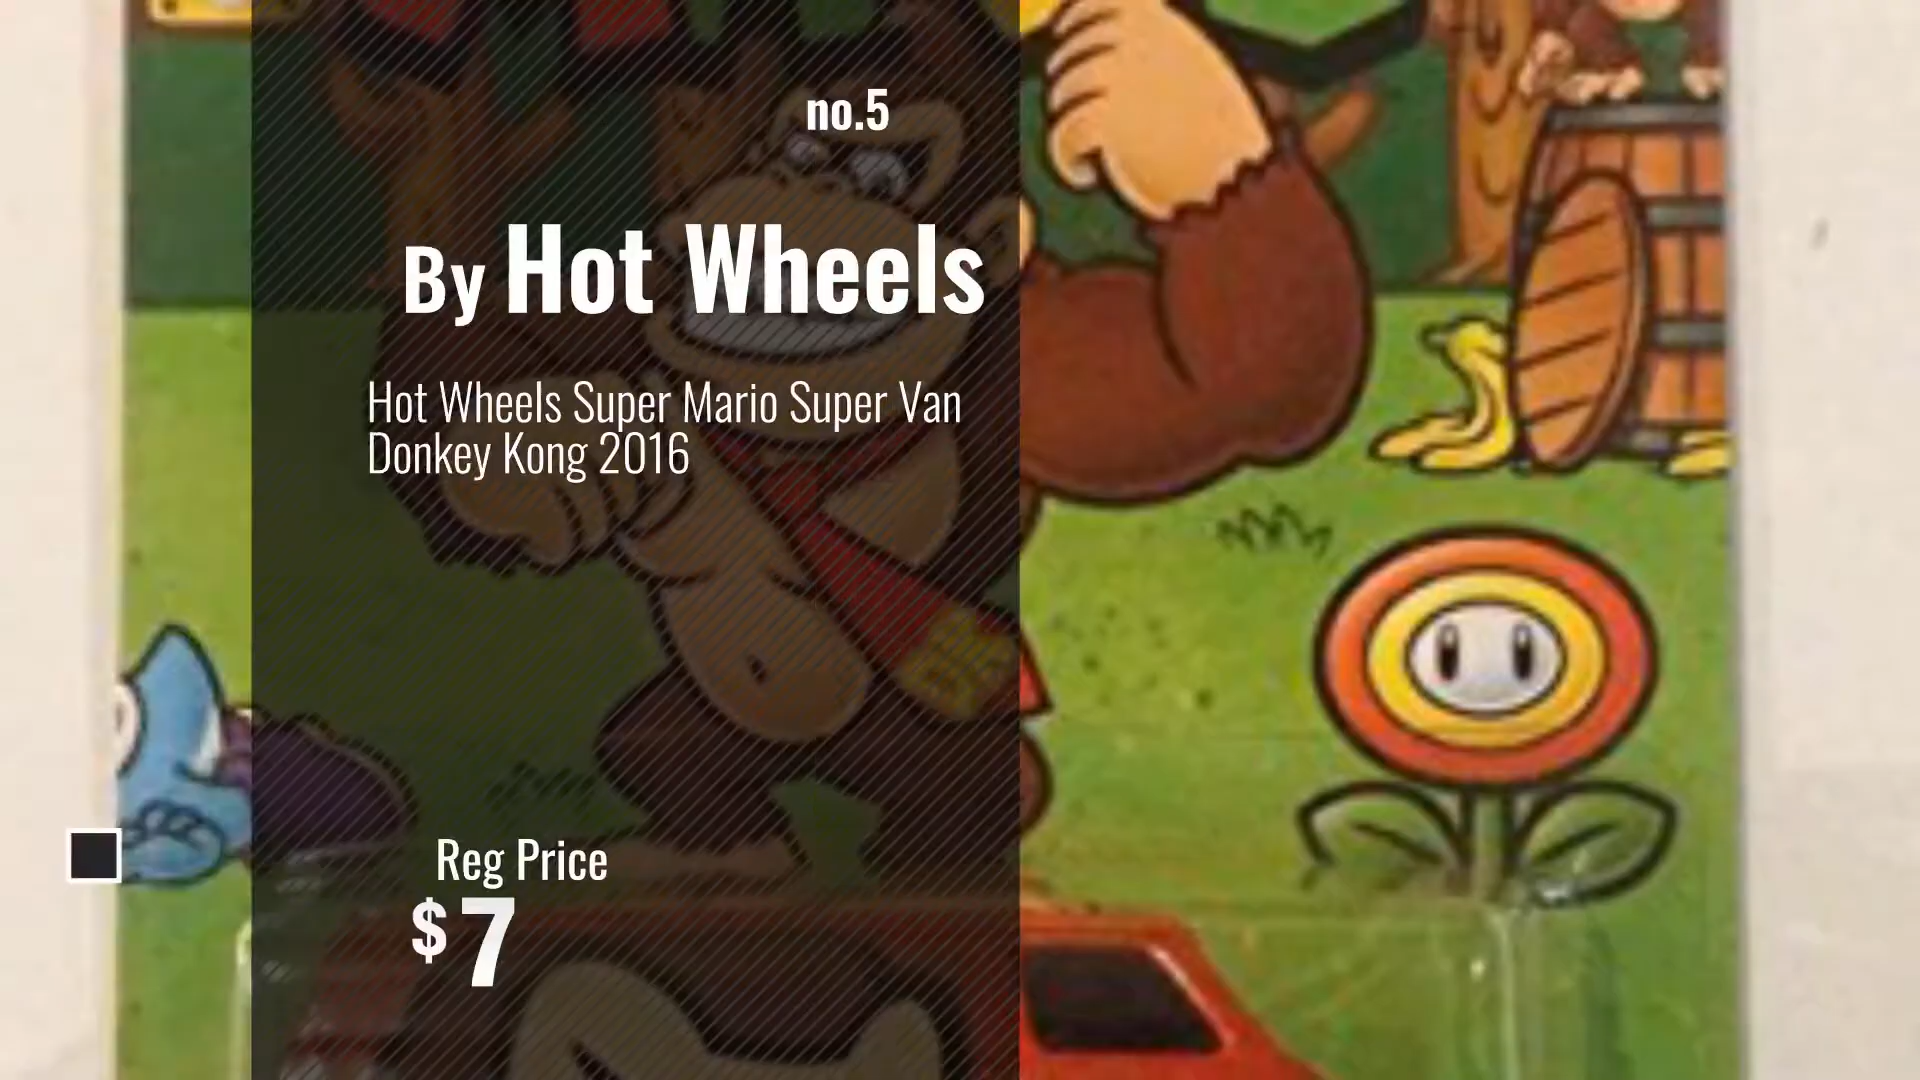 no.5
By Hot Wheels
Hot Wheels Super Mario Super Van
Donkey Kong 2016
Reg Price
$7